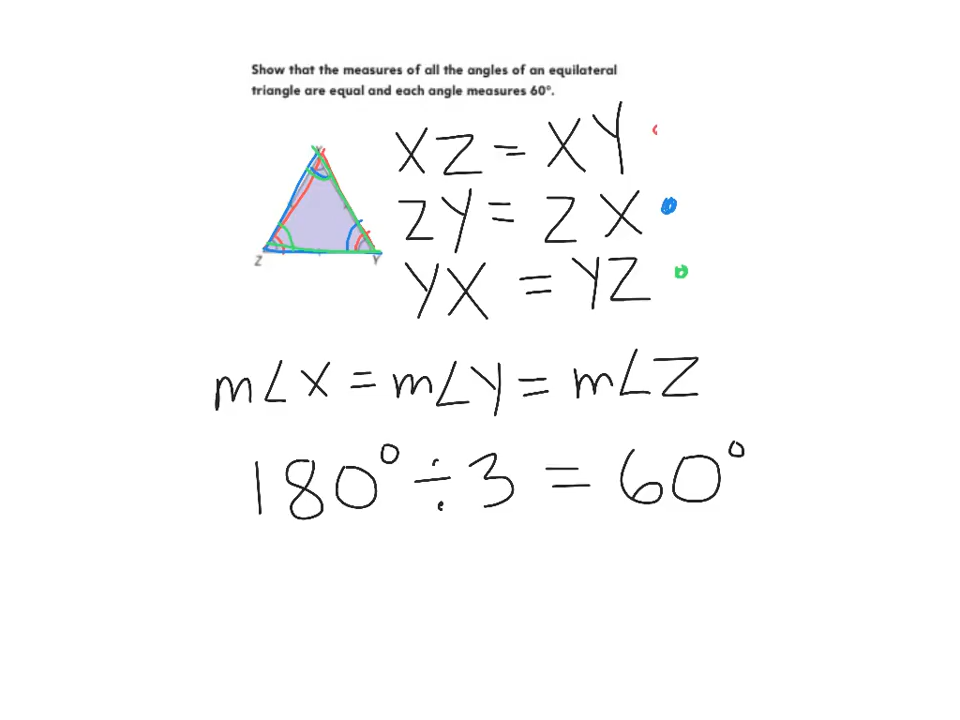 Show that the measures of all the angles of an equilateral
triangle are equal and each angle measures 60°.
XZ = XY
ZY = ZX
YX = YZ
Z Y
m∠X = m∠Y = m∠Z
180° ÷ 3 = 60°